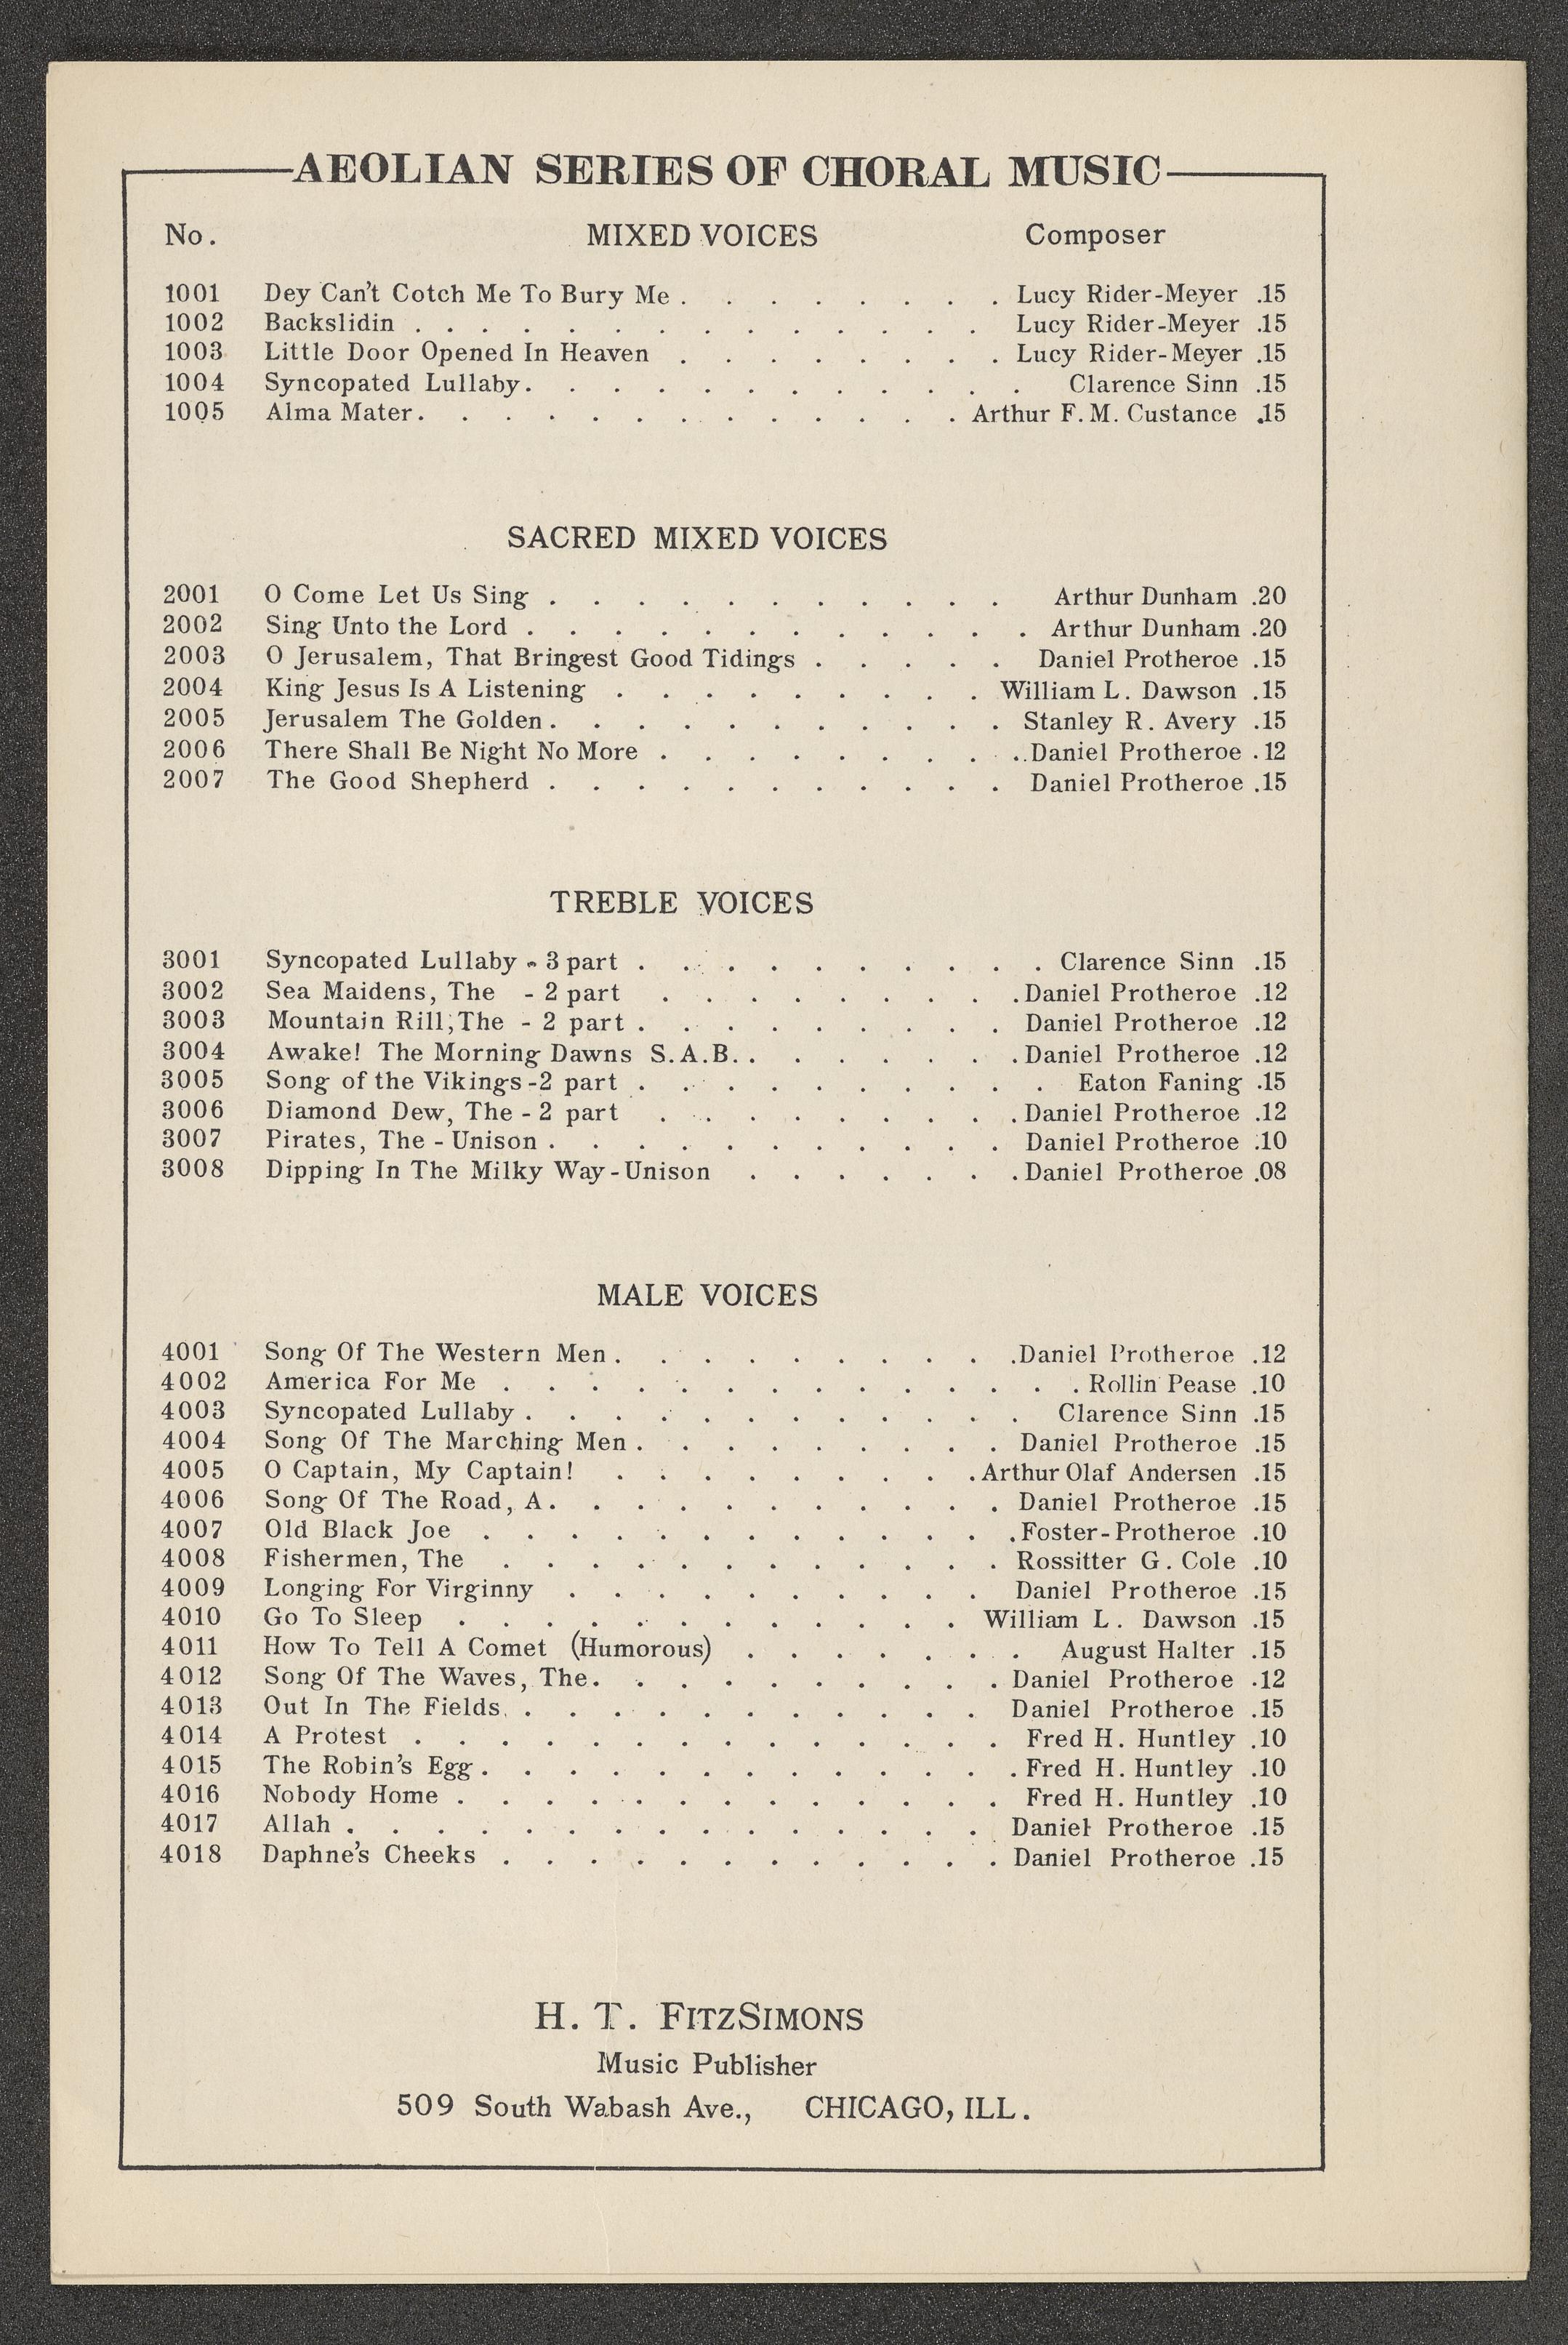 AEOLIAN SERIES OF CHORAL MUSIC
No. MIXED VOICES Composer
1001 Dey Can't Cotch Me To Bury Me . . . . . . . . Lucy Rider-Meyer .15
1002 Backslidin . . . . . . . . . . . . . . Lucy Rider-Meyer .15
1003 Little Door Opened In Heaven . . . . . . . . Lucy Rider-Meyer .15
1004 Syncopated Lullaby . . . . . . . . . . . . Clarence Sinn .15
1005 Alma Mater . . . . . . . . . . . . . Arthur F. M. Custance .15
SACRED MIXED VOICES
2001 O Come Let Us Sing . . . . . . . . . . . Arthur Dunham .20
2002 Sing Unto the Lord . . . . . . . . . . . . Arthur Dunham .20
2003 O Jerusalem, That Bringest Good Tidings . . . . . Daniel Protheroe .15
2004 King Jesus Is A Listening . . . . . . . . . William L. Dawson .15
2005 Jerusalem The Golden . . . . . . . . . . . Stanley R. Avery .15
2006 There Shall Be Night No More . . . . . . . . . . Daniel Protheroe .12
2007 The Good Shepherd . . . . . . . . . . . Daniel Protheroe .15
TREBLE VOICES
3001 Syncopated Lullaby - 3 part . . . . . . . . . . Clarence Sinn .15
3002 Sea Maidens, The - 2 part . . . . . . . . . Daniel Protheroe .12
3003 Mountain Rill, The - 2 part . . . . . . . . . Daniel Protheroe .12
3004 Awake! The Morning Dawns S.A.B. . . . . . . . Daniel Protheroe .12
3005 Song of the Vikings -2 part . . . . . . . . . . Eaton Faning .15
3006 Diamond Dew, The - 2 part . . . . . . . . . Daniel Protheroe .12
3007 Pirates, The - Unison . . . . . . . . . . . Daniel Protheroe .10
3008 Dipping In The Milky Way - Unison . . . . . . . Daniel Protheroe .08
MALE VOICES
4001 Song Of The Western Men . . . . . . . . . . Daniel Protheroe .12
4002 America For Me . . . . . . . . . . . . . . Rollin Pease .10
4003 Syncopated Lullaby . . . . . . . . . . . . Clarence Sinn .15
4004 Song Of The Marching Men . . . . . . . . . Daniel Protheroe .15
4005 O Captain, My Captain! . . . . . . . . . Arthur Olaf Andersen .15
4006 Song Of The Road, A . . . . . . . . . . . Daniel Protheroe .15
4007 Old Black Joe . . . . . . . . . . . . . Foster-Protheroe .10
4008 Fishermen, The . . . . . . . . . . . . Rossitter G. Cole .10
4009 Longing For Virginny . . . . . . . . . . Daniel Protheroe .15
4010 Go To Sleep . . . . . . . . . . . . William L. Dawson .15
4011 How To Tell A Comet (Humorous) . . . . . . . August Halter .15
4012 Song Of The Waves, The . . . . . . . . . . Daniel Protheroe .12
4013 Out In The Fields . . . . . . . . . . . . Daniel Protheroe .15
4014 A Protest . . . . . . . . . . . . . . Fred H. Huntley .10
4015 The Robin's Egg . . . . . . . . . . . . . Fred H. Huntley .10
4016 Nobody Home . . . . . . . . . . . . . Fred H. Huntley .10
4017 Allah . . . . . . . . . . . . . . . Daniel Protheroe .15
4018 Daphne's Cheeks . . . . . . . . . . . . Daniel Protheroe .15
H. T. FITZSIMONS
Music Publisher
509 South Wabash Ave., CHICAGO, ILL.